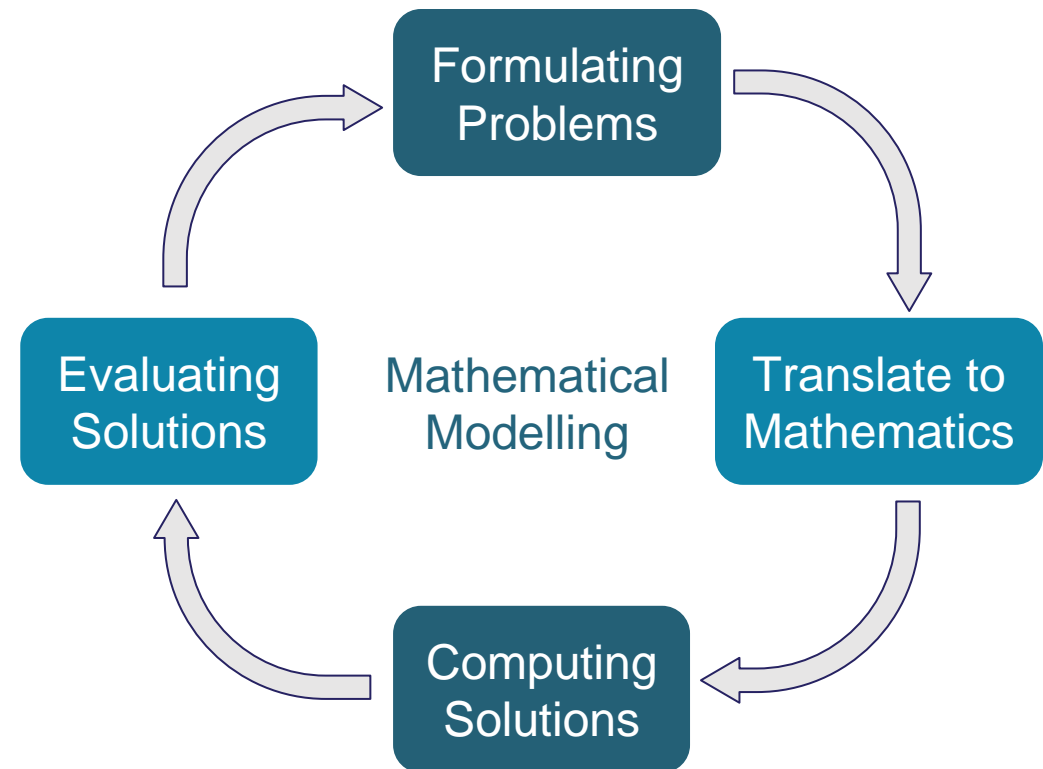 Formulating
Problems
Evaluating
Solutions
Mathematical
Modelling
Translate to
Mathematics
Computing
Solutions